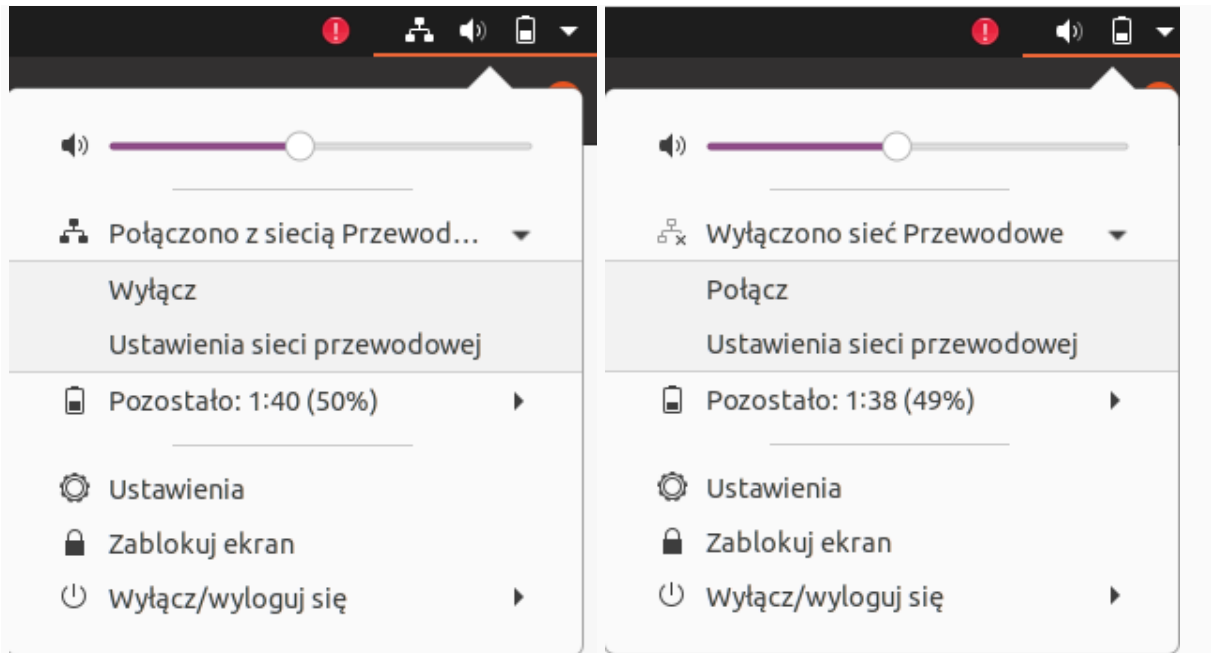 Połączono z siecią Przewod...
Wyłącz
Ustawienia sieci przewodowej
Pozostało: 1:40 (50%)
Ustawienia
Zablokuj ekran
Wyłącz/wyloguj się
Wyłączono sieć Przewodowe
Połącz
Ustawienia sieci przewodowej
Pozostało: 1:38 (49%)
Ustawienia
Zablokuj ekran
Wyłącz/wyloguj się